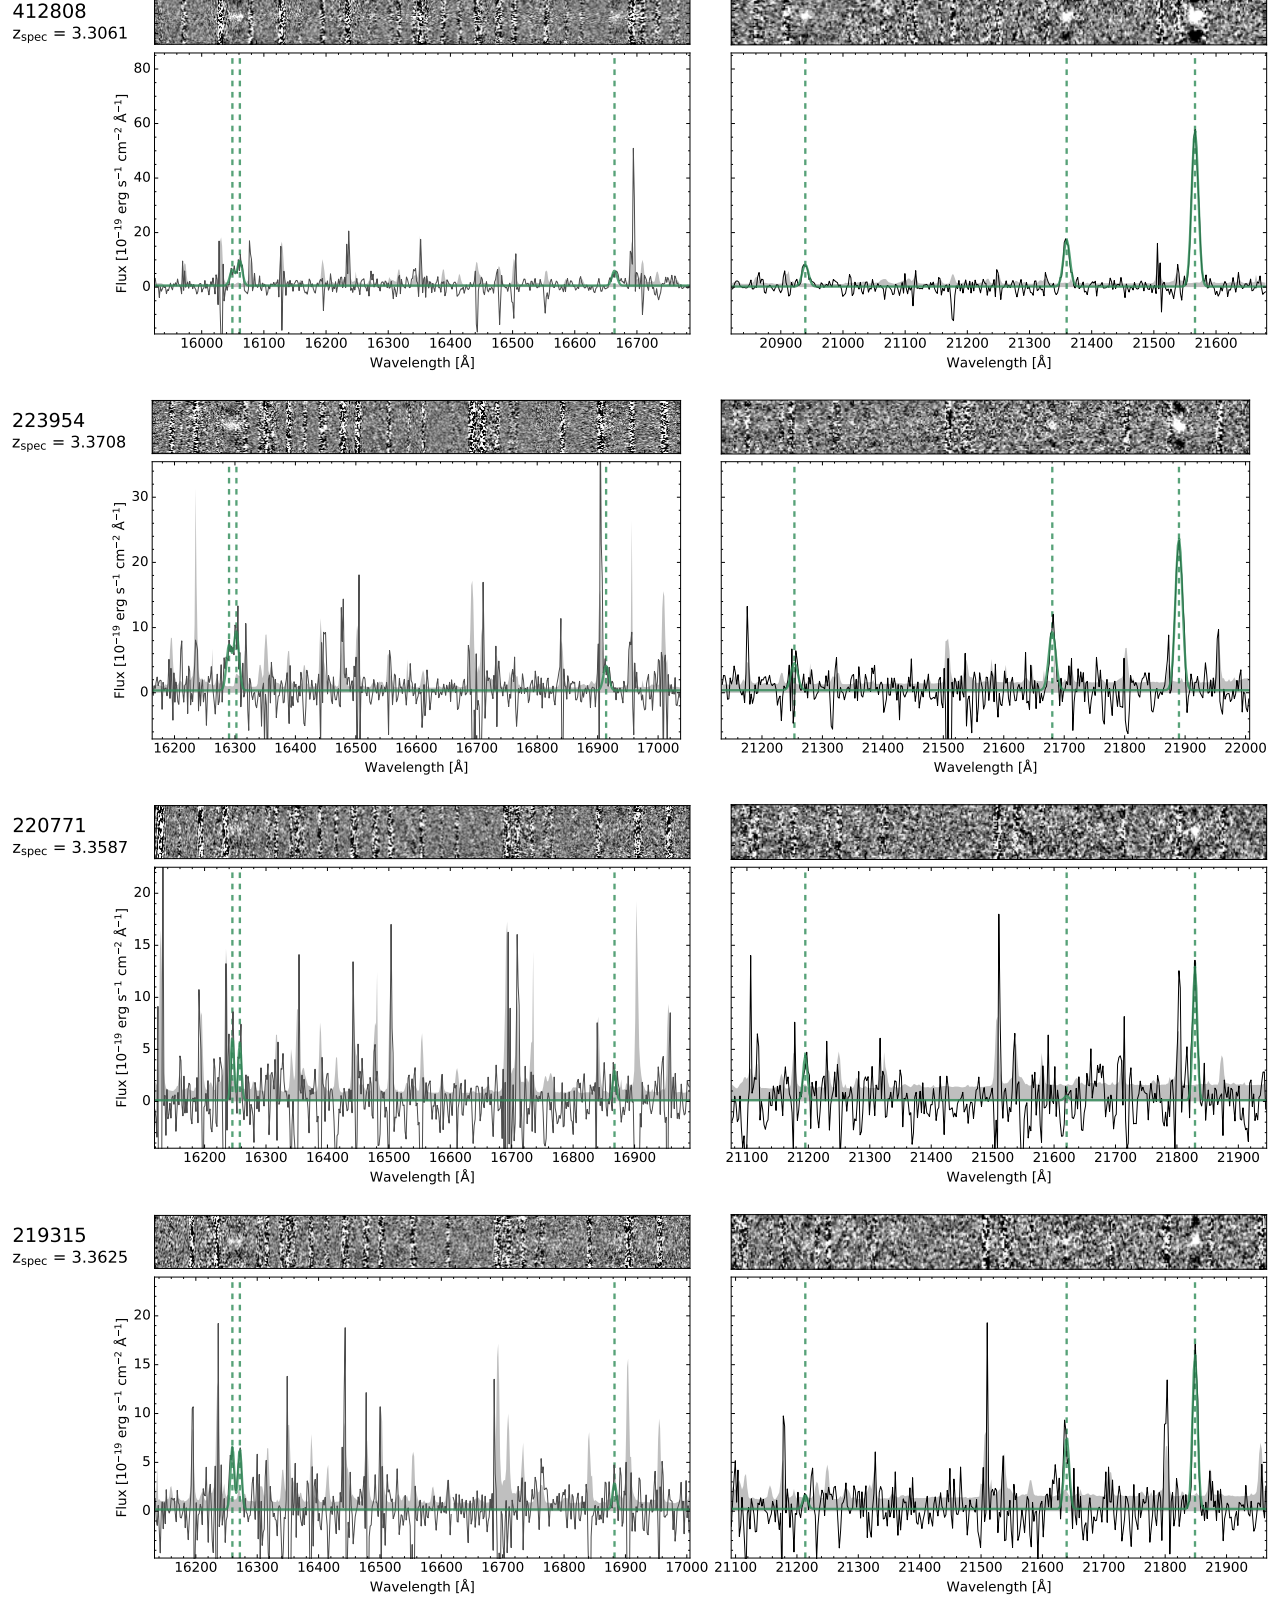 412808
zspec = 3.3061
Flux [10−19 erg s−1 cm−2 Å−1]
80
60
40
20
0
16000 16100 16200 16300 16400 16500 16600 16700
Wavelength [Å]
20900 21000 21100 21200 21300 21400 21500 21600
Wavelength [Å]
223954
zspec = 3.3708
Flux [10−19 erg s−1 cm−2 Å−1]
30
20
10
0
16200 16300 16400 16500 16600 16700 16800 16900 17000
Wavelength [Å]
21200 21300 21400 21500 21600 21700 21800 21900 22000
Wavelength [Å]
220771
zspec = 3.3587
Flux [10−19 erg s−1 cm−2 Å−1]
20
15
10
5
0
16200 16300 16400 16500 16600 16700 16800 16900
Wavelength [Å]
21100 21200 21300 21400 21500 21600 21700 21800 21900
Wavelength [Å]
219315
zspec = 3.3625
Flux [10−19 erg s−1 cm−2 Å−1]
20
15
10
5
0
16200 16300 16400 16500 16600 16700 16800 16900 17000
Wavelength [Å]
21100 21200 21300 21400 21500 21600 21700 21800 21900
Wavelength [Å]